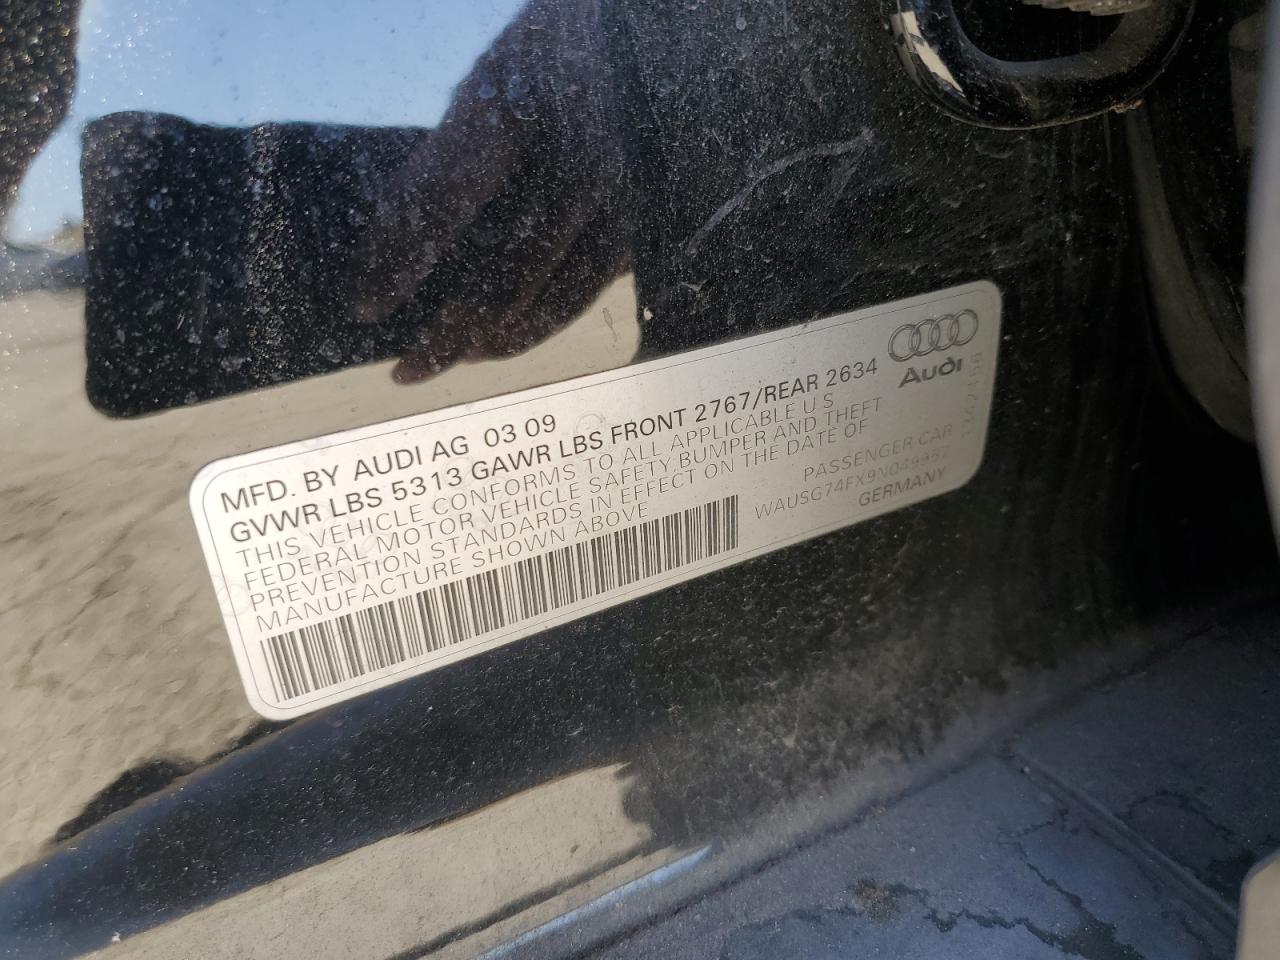 MFD. BY AUDI AG 03 09
GVWR LBS 5313 GAWR LBS FRONT 2767/REAR 2634
THIS VEHICLE CONFORMS TO ALL APPLICABLE U S
FEDERAL MOTOR VEHICLE SAFETY, BUMPER AND THEFT
PREVENTION STANDARDS IN EFFECT ON THE DATE OF
MANUFACTURE SHOWN ABOVE
Audi
PASSENGER CAR
WAUSG74FX9N049962
GERMANY